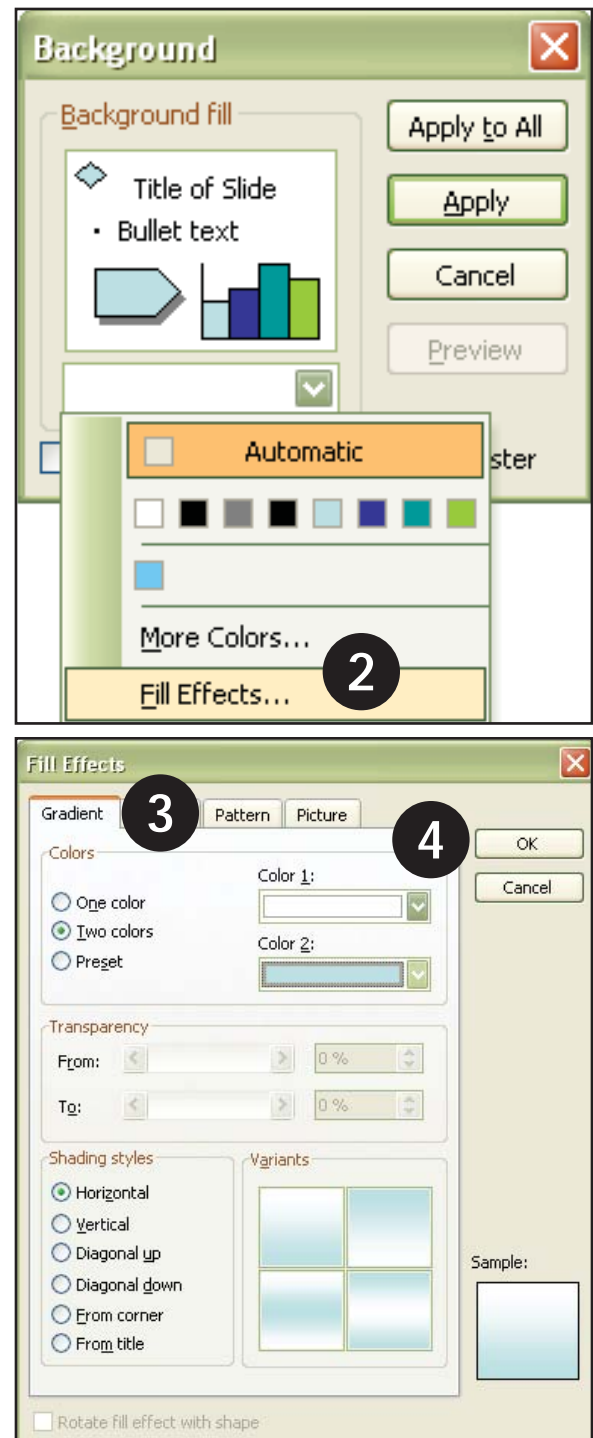 Background
Background fill
Apply to All
Title of Slide
Apply
• Bullet text
Cancel
Preview
Automatic
ster
More Colors...
2
Fill Effects...
Fill Effects
Gradient
3
Pattern
Picture
4
OK
Colors
Color 1:
Cancel
One color
Two colors
Color 2:
Preset
Transparency
From:
0 %
To:
0 %
Shading styles
Variants
Horizontal
Vertical
Diagonal up
Sample:
Diagonal down
From corner
From title
Rotate fill effect with shape